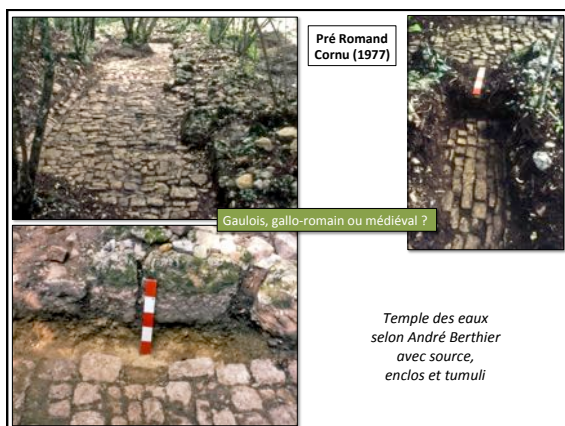 Pré Romand
Cornu (1977)
Gaulois, gallo-romain ou médiéval ?
Temple des eaux
selon André Berthier
avec source,
enclos et tumuli